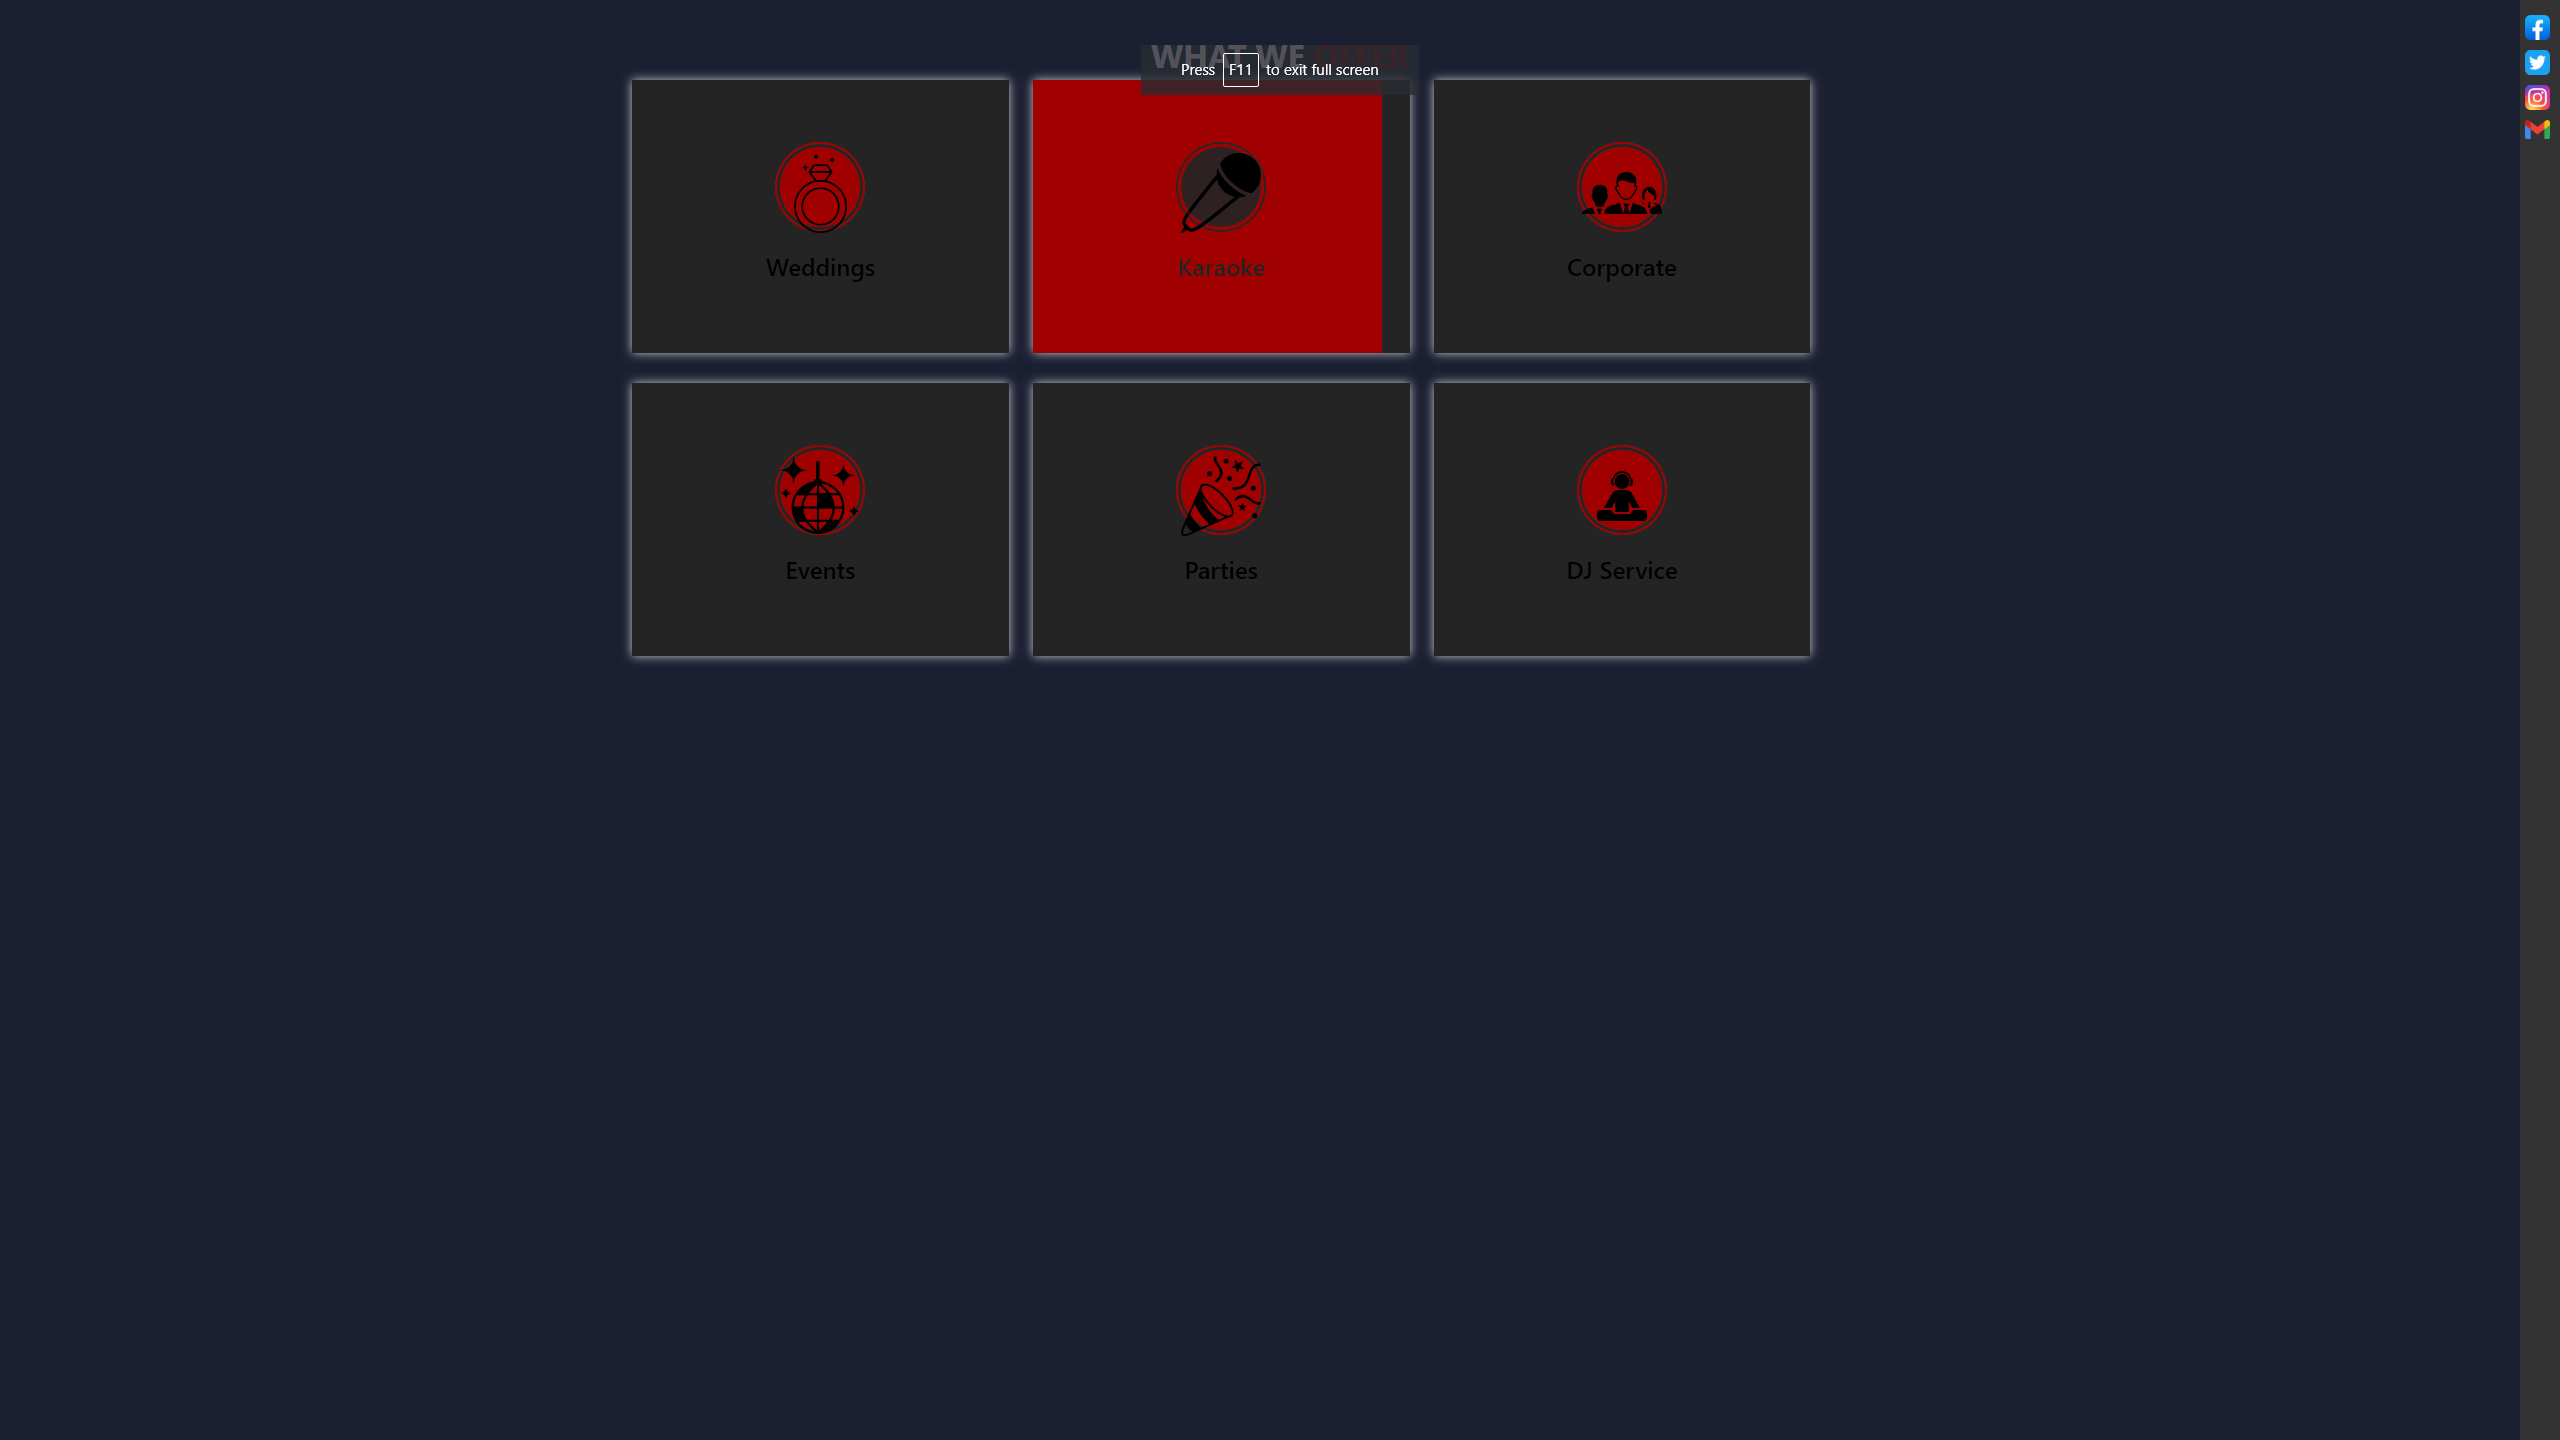 WHAT WE OFFER
Press F11 to exit full screen
Weddings
Karaoke
Corporate
Events
Parties
DJ Service